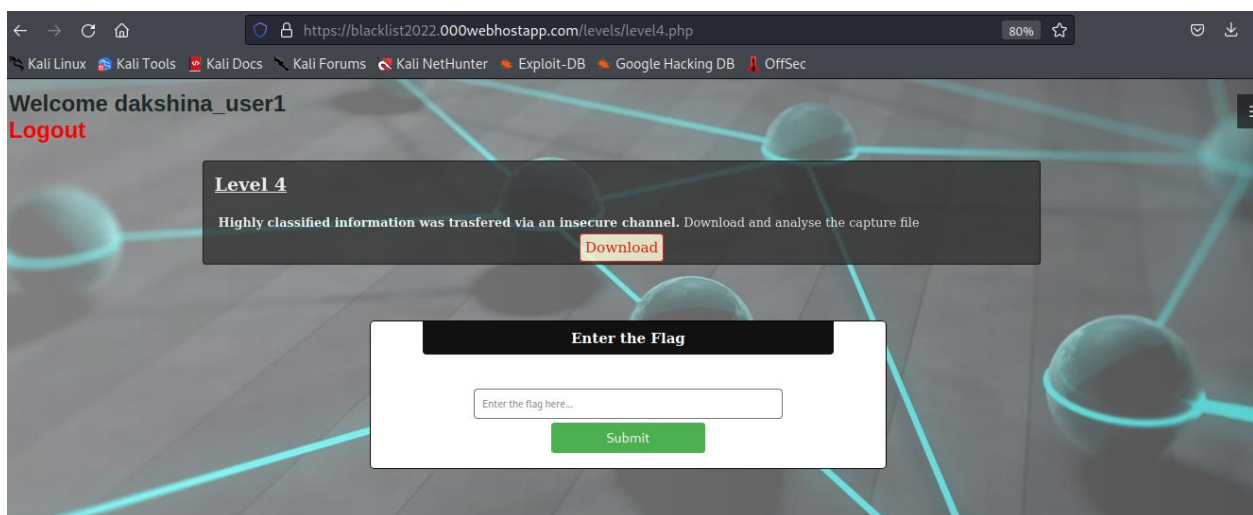 https://blacklist2022.000webhostapp.com/levels/level4.php 80%
Kali Linux Kali Tools Kali Docs Kali Forums Kali NetHunter Exploit-DB Google Hacking DB OffSec
Welcome dakshina_user1
Logout
Level 4
Highly classified information was trasfered via an insecure channel. Download and analyse the capture file
Download
Enter the Flag
Enter the flag here...
Submit